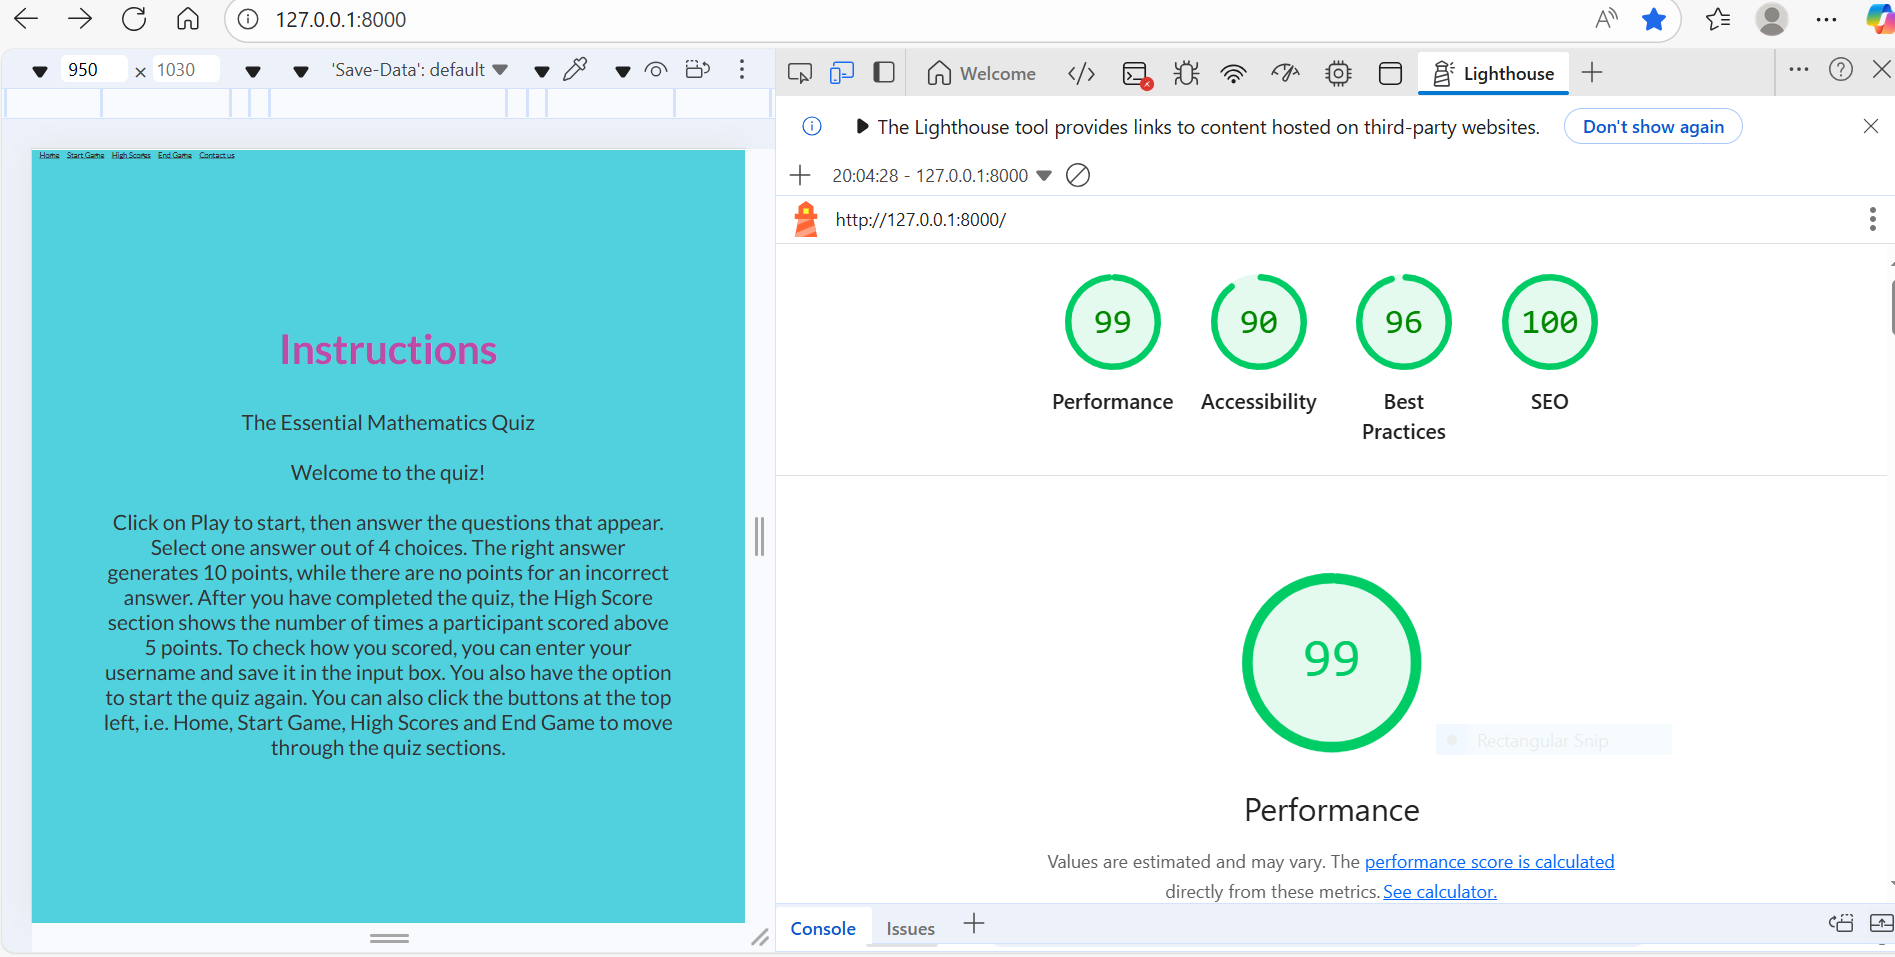 127.0.0.1:8000
950 × 1030 'Save-Data': default
Welcome
Lighthouse
The Lighthouse tool provides links to content hosted on third-party websites.
Don't show again
20:04:28 - 127.0.0.1:8000
http://127.0.0.1:8000/
Home Start Game High Scores End Game Contact us
Instructions
The Essential Mathematics Quiz
Welcome to the quiz!
Click on Play to start, then answer the questions that appear.
Select one answer out of 4 choices. The right answer
generates 10 points, while there are no points for an incorrect
answer. After you have completed the quiz, the High Score
section shows the number of times a participant scored above
5 points. To check how you scored, you can enter your
username and save it in the input box. You also have the option
to start the quiz again. You can also click the buttons at the top
left, i.e. Home, Start Game, High Scores and End Game to move
through the quiz sections.
99 90 96 100
Performance Accessibility Best SEO
Practices
99
Rectangular Snip
Performance
Values are estimated and may vary. The performance score is calculated
directly from these metrics. See calculator.
Console Issues